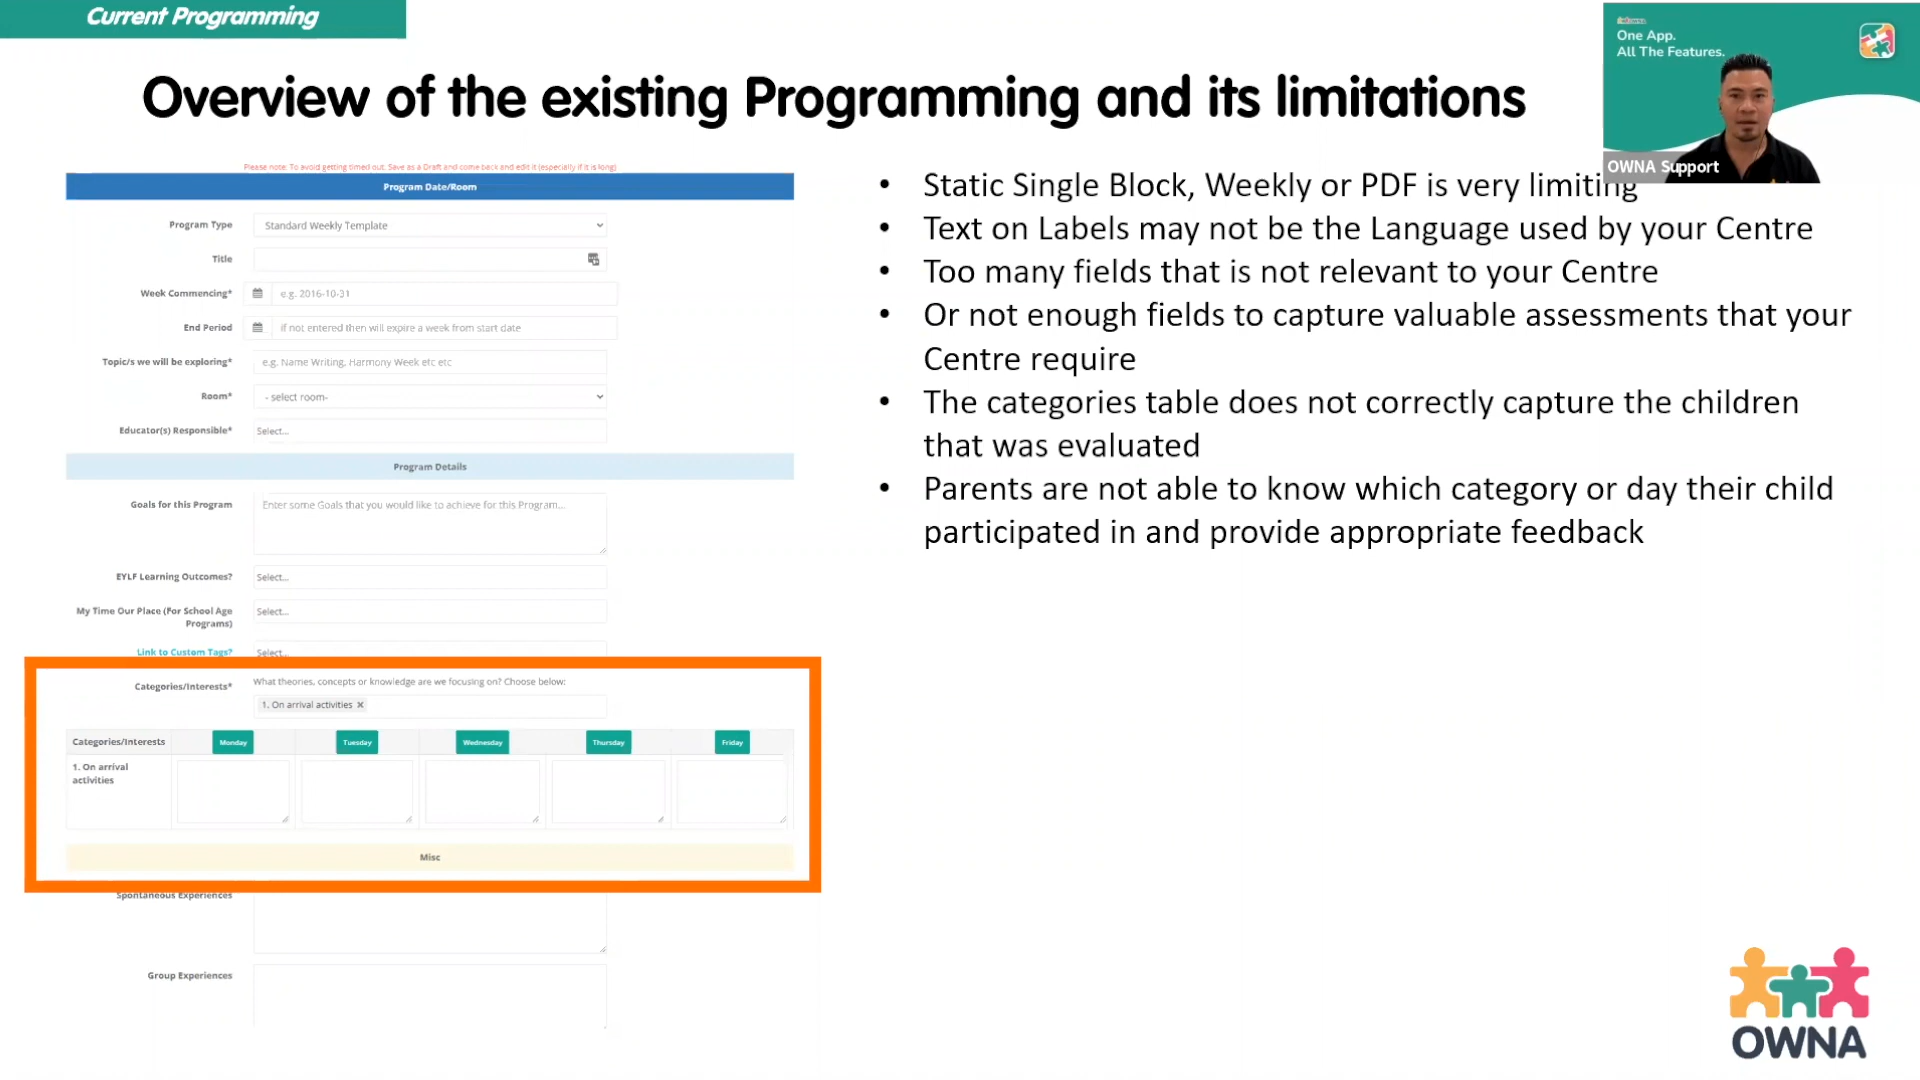 Current Programming
Overview of the existing Programming and its limitations
One App.
All The Features.
OWNA Support
Please note: To avoid getting timed out. Save as a Draft and come back and edit it (especially if it is long)
Program Date/Room
Program Type
Standard Weekly Template
Title
Week Commencing*
e.g. 2016-10-31
End Period
if not entered then will expire a week from start date
Topic/s we will be exploring*
e.g. Name Writing, Harmony Week etc etc
Room*
- select room-
Educator(s) Responsible*
Select...
Program Details
Goals for this Program
Enter some Goals that you would like to achieve for this Program...
EYLF Learning Outcomes?
Select...
My Time Our Place (For School Age
Programs)
Select...
Link to Custom Tags?
Select...
Categories/Interests*
What theories, concepts or knowledge are we focusing on? Choose below:
1. On arrival activities ×
Categories/Interests
Monday
Tuesday
Wednesday
Thursday
Friday
1. On arrival
activities
Misc
Spontaneous Experiences
Group Experiences
• Static Single Block, Weekly or PDF is very limiting
• Text on Labels may not be the Language used by your Centre
• Too many fields that is not relevant to your Centre
• Or not enough fields to capture valuable assessments that your
Centre require
• The categories table does not correctly capture the children
that was evaluated
• Parents are not able to know which category or day their child
participated in and provide appropriate feedback
OWNA